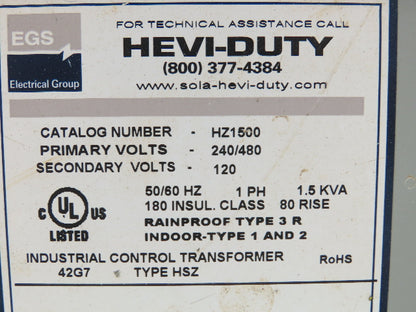 EGS
Electrical Group
FOR TECHNICAL ASSISTANCE CALL
HEVI-DUTY
(800) 377-4384
www.sola-hevi-duty.com
CATALOG NUMBER - HZ1500
PRIMARY VOLTS - 240/480
SECONDARY VOLTS - 120
50/60 HZ 1 PH 1.5 KVA
180 INSUL. CLASS 80 RISE
RAINPROOF TYPE 3 R
INDOOR-TYPE 1 AND 2
C UL US
LISTED
INDUSTRIAL CONTROL TRANSFORMER RoHS
42G7 TYPE HSZ